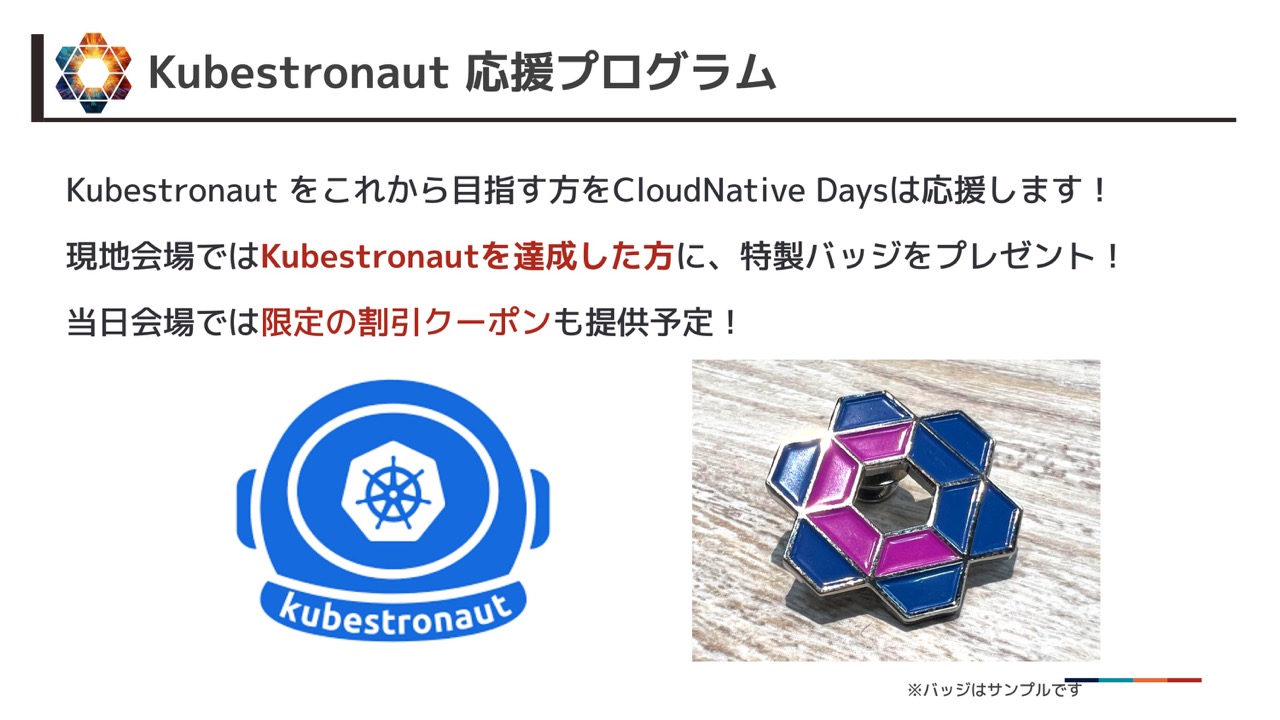 Kubestronaut 応援プログラム
Kubestronaut をこれから目指す方をCloudNative Daysは応援します！
現地会場ではKubestronautを達成した方に、特製バッジをプレゼント！
当日会場では限定の割引クーポンも提供予定！
kubestronaut
※バッジはサンプルです